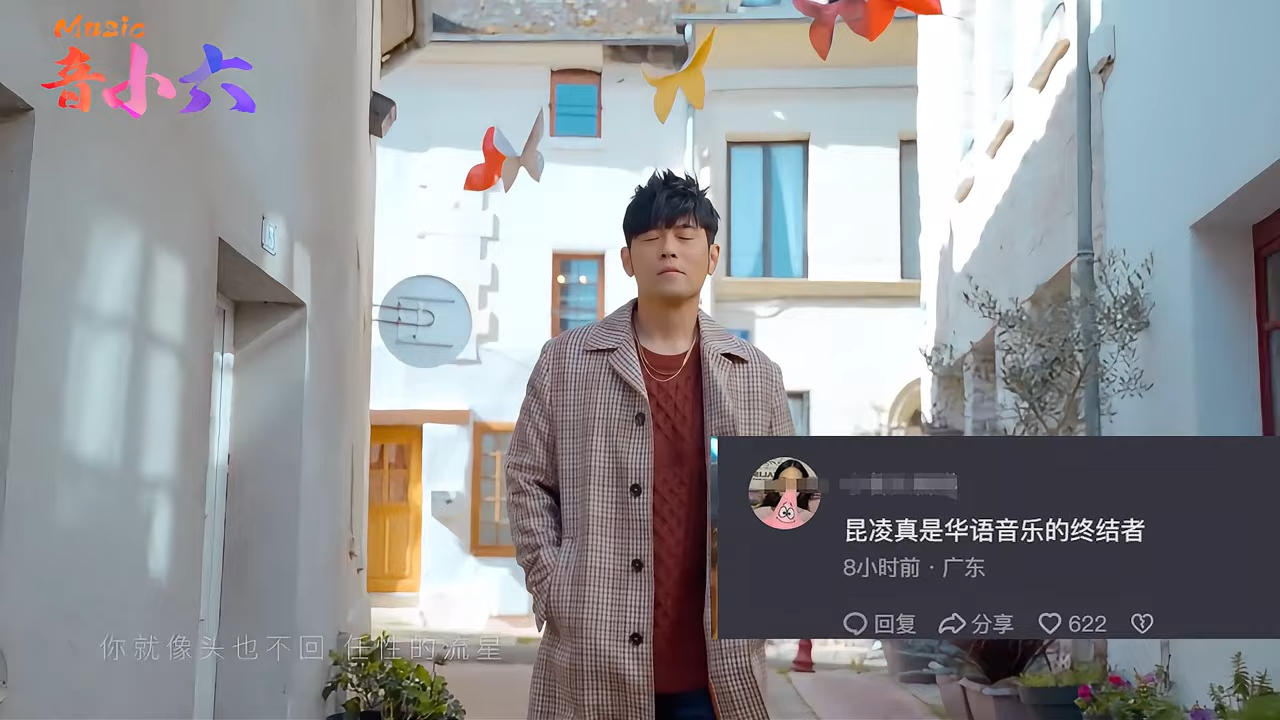 Music
音小六
昆凌真是华语音乐的终结者
8小时前 · 广东
回复 分享 622
你就像头也不回 任性的流星